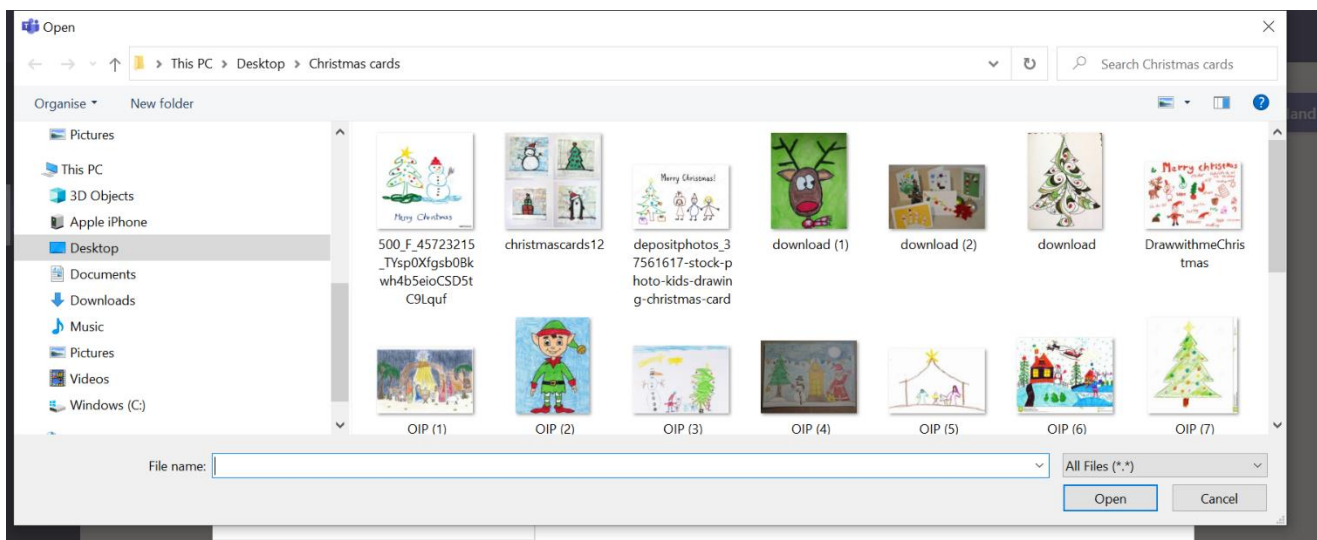 Open
This PC > Desktop > Christmas cards
Search Christmas cards
Organise
New folder
land
Pictures
This PC
3D Objects
Apple iPhone
Desktop
Documents
Downloads
Music
Pictures
Videos
Windows (C:)
Merry Christmas
Merry Christmas!
Merry christmas
500_F_45723215
_TYsp0Xfgsb0Bk
wh4b5eioCSD5t
C9Lquf
christmascards12
depositphotos_3
7561617-stock-p
hoto-kids-drawin
g-christmas-card
download (1)
download (2)
download
DrawwithmeChris
tmas
OIP (1)
OIP (2)
OIP (3)
OIP (4)
OIP (5)
OIP (6)
OIP (7)
File name:
All Files (*.*)
Open
Cancel